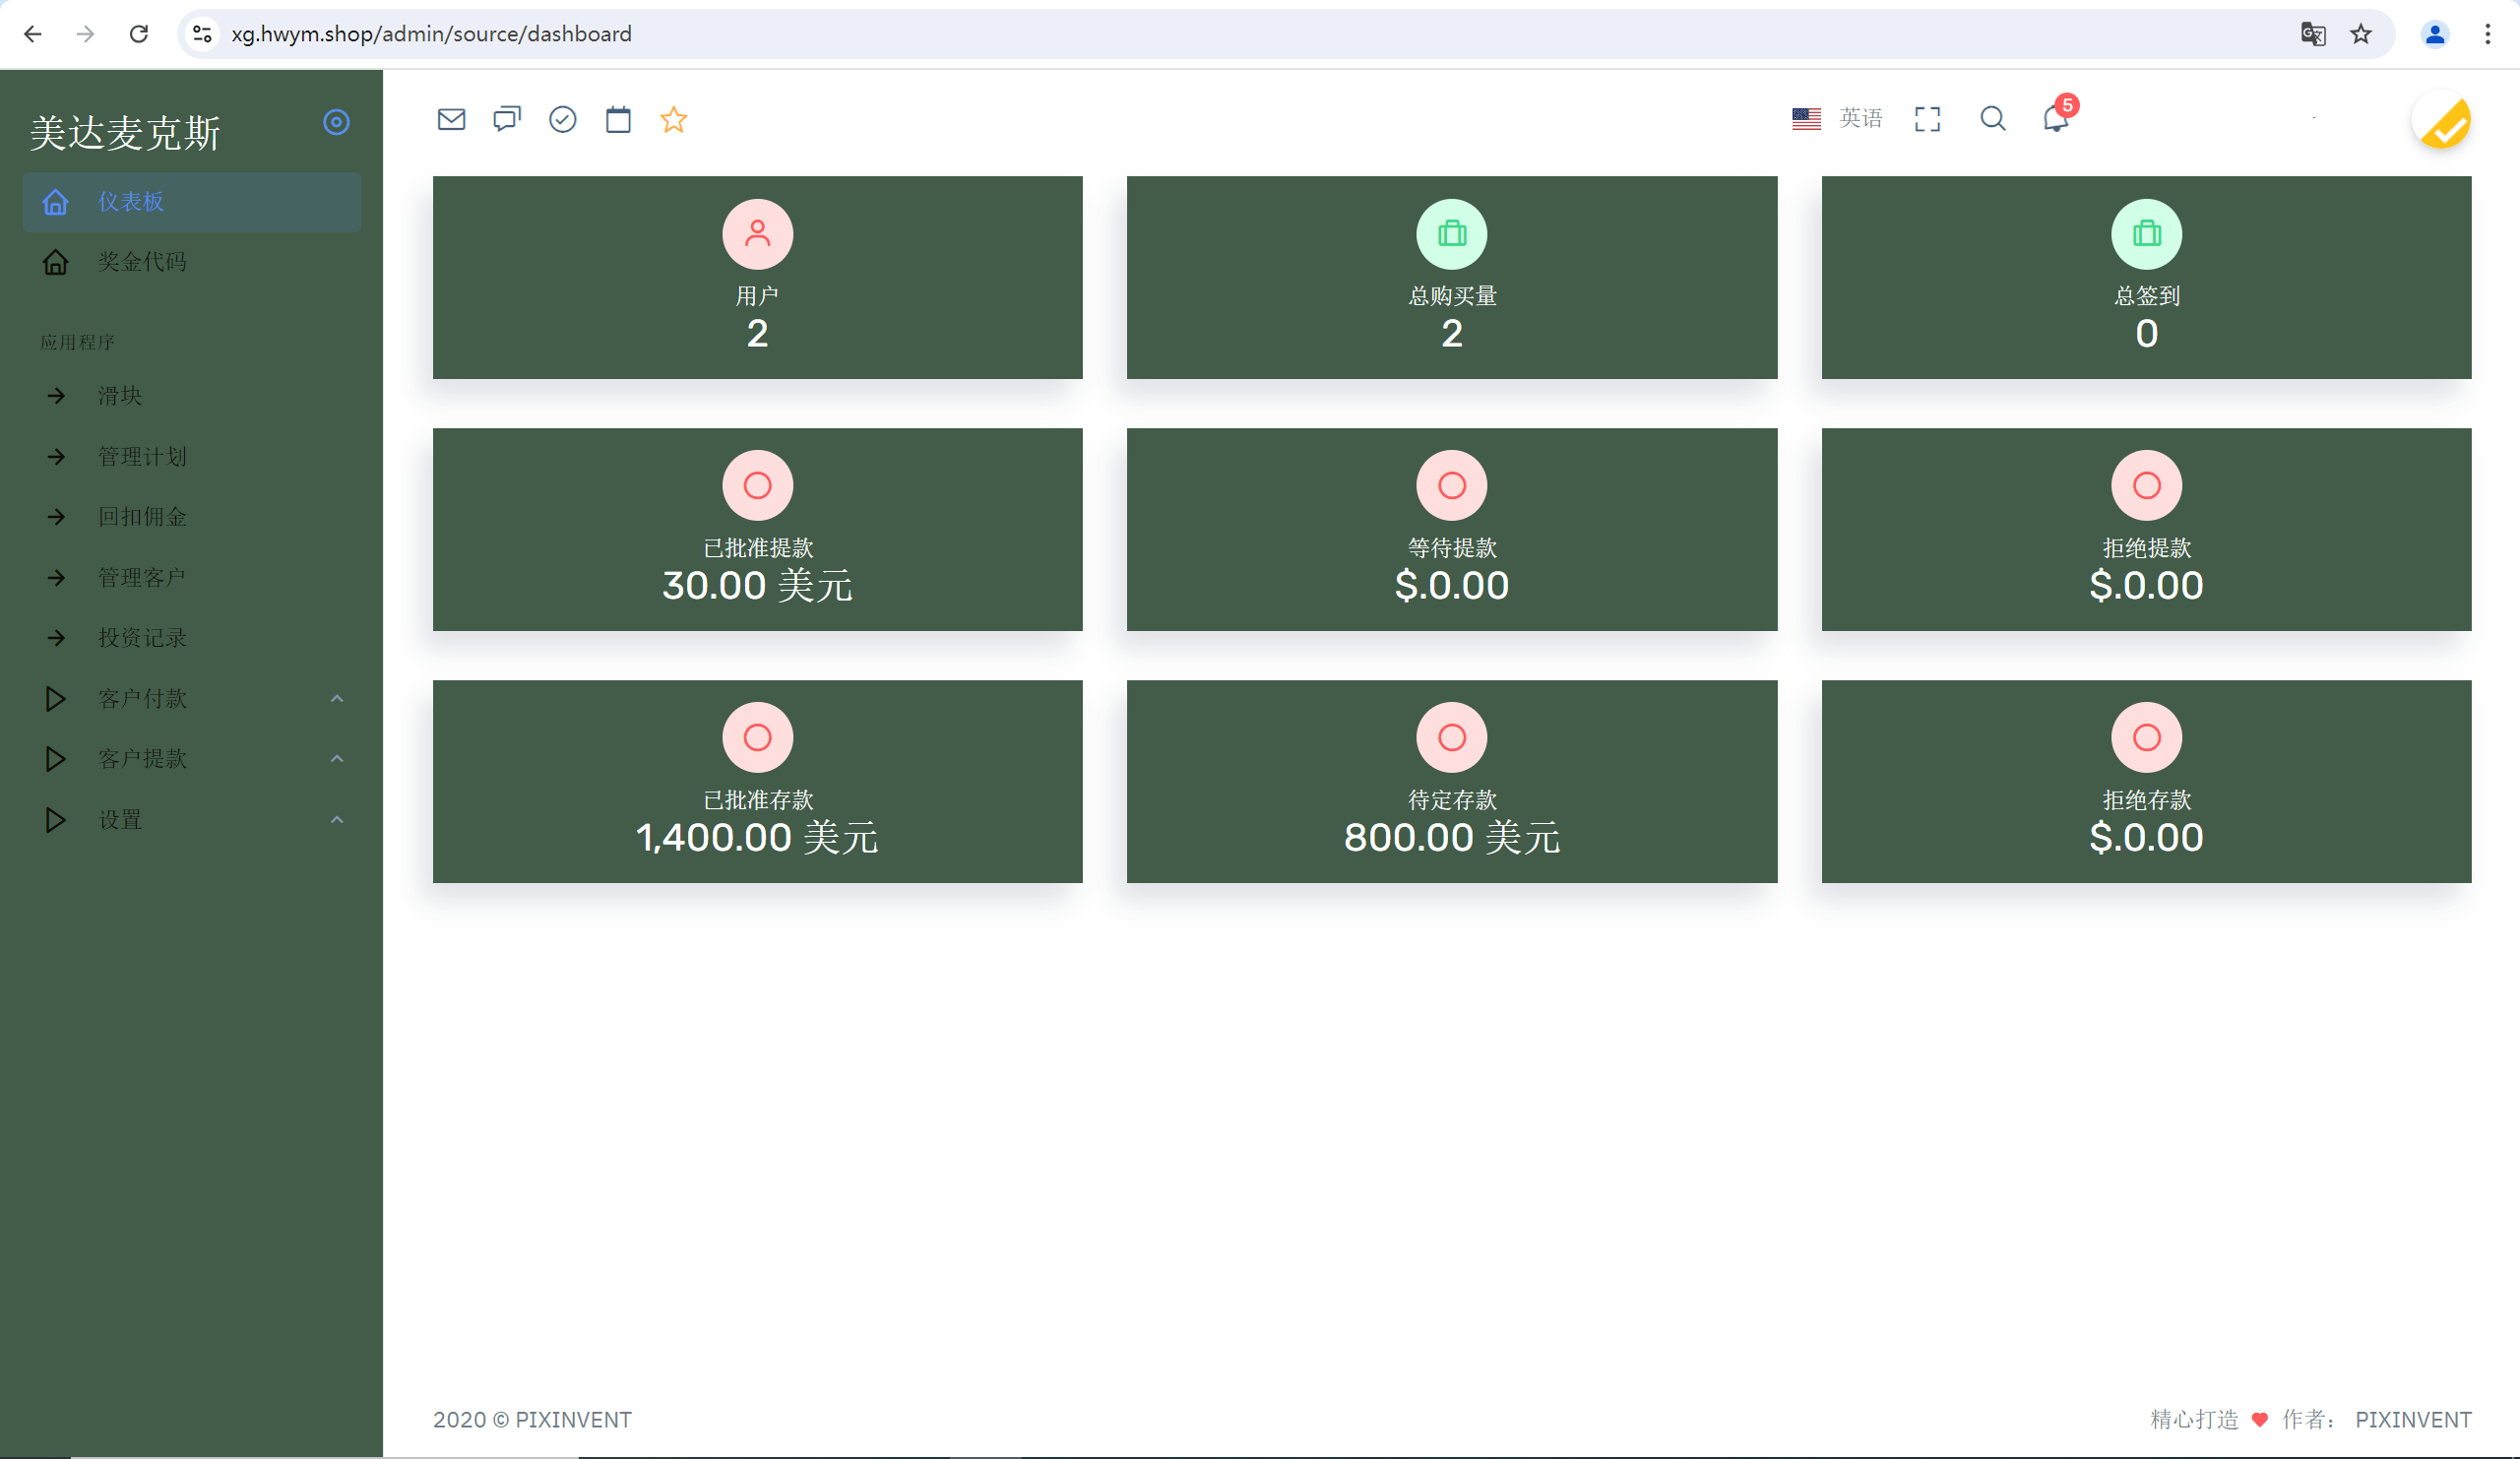 xg.hwym.shop/admin/source/dashboard
美达麦克斯
英语
5
仪表板
奖金代码
应用程序
滑块
管理计划
回扣佣金
管理客户
投资记录
客户付款
客户提款
设置
用户
2
总购买量
2
总签到
0
已批准提款
30.00 美元
等待提款
$.0.00
拒绝提款
$.0.00
已批准存款
1,400.00 美元
待定存款
800.00 美元
拒绝存款
$.0.00
2020 © PIXINVENT
精心打造 ♥ 作者： PIXINVENT